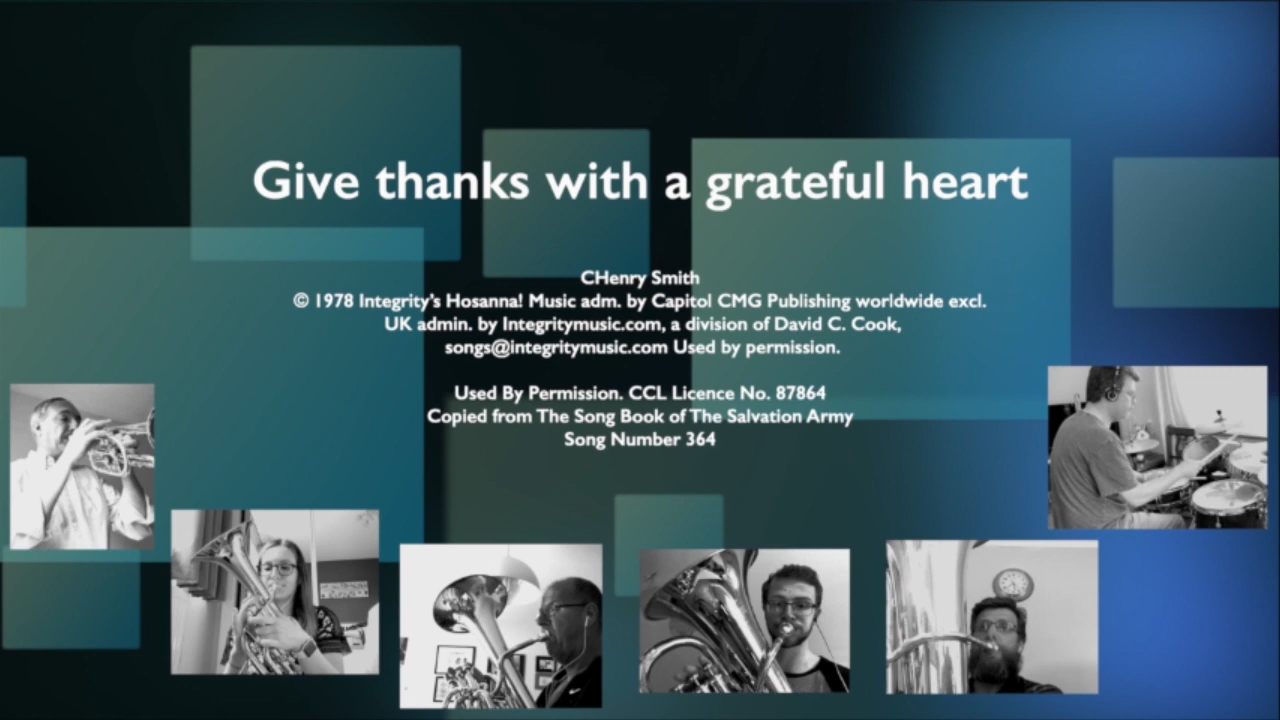 Give thanks with a grateful heart
CHenry Smith
© 1978 Integrity's Hosanna! Music adm. by Capitol CMG Publishing worldwide excl.
UK admin. by Integritymusic.com, a division of David C. Cook,
songs@integritymusic.com Used by permission.
Used By Permission. CCL Licence No. 87864
Copied from The Song Book of The Salvation Army
Song Number 364